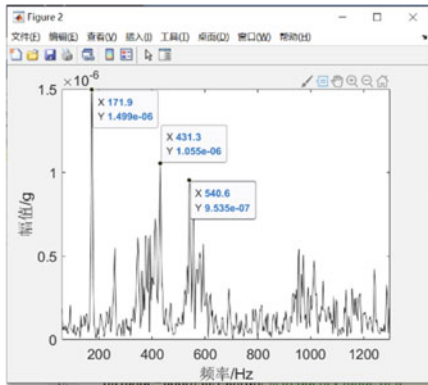 Figure 2
文件(F) 编辑(E) 查看(V) 插入(I) 工具(T) 桌面(D) 窗口(W) 帮助(H)
×10⁻⁶
1.5
X 171.9
Y 1.499e-06
X 431.3
Y 1.055e-06
1
X 540.6
Y 9.535e-07
幅值/g
0.5
0
200 400 600 800 1000 1200
频率/Hz